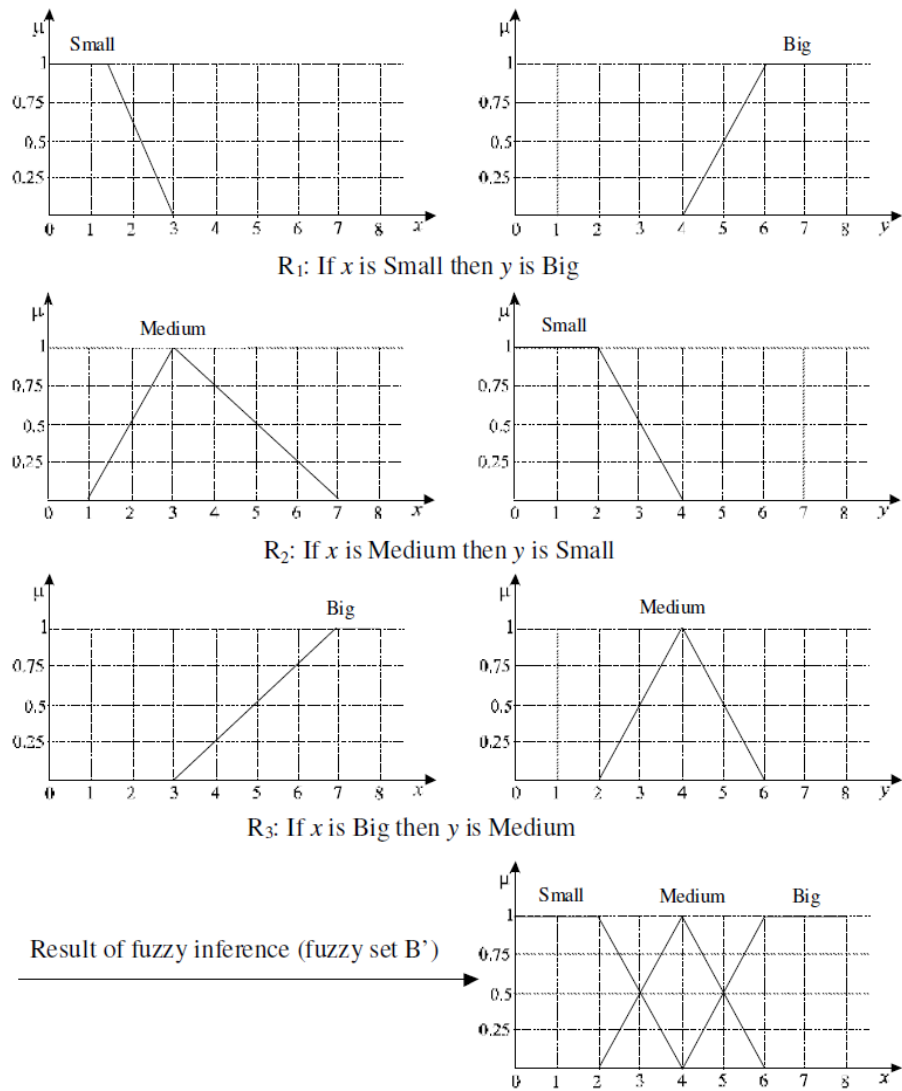 μ Small μ Big
1 1
0.75 0.75
0.5 0.5
0.25 0.25
0 1 2 3 4 5 6 7 8 x 0 1 2 3 4 5 6 7 8 y
R₁: If x is Small then y is Big
μ Medium μ Small
1 1
0.75 0.75
0.5 0.5
0.25 0.25
0 1 2 3 4 5 6 7 8 x 0 1 2 3 4 5 6 7 8 y
R₂: If x is Medium then y is Small
μ Big μ Medium
1 1
0.75 0.75
0.5 0.5
0.25 0.25
0 1 2 3 4 5 6 7 8 x 0 1 2 3 4 5 6 7 8 y
R₃: If x is Big then y is Medium
μ Small Medium Big
1
0.75
0.5
0.25
0 1 2 3 4 5 6 7 8 y
Result of fuzzy inference (fuzzy set B’)